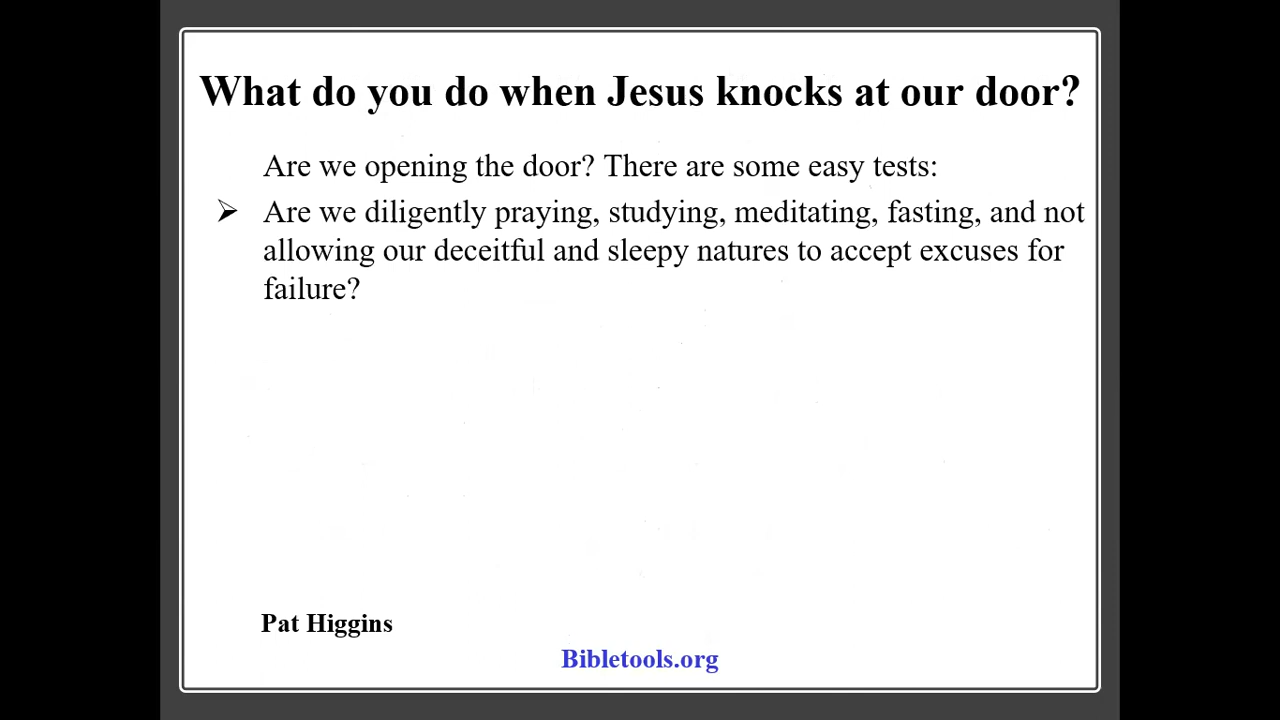 What do you do when Jesus knocks at our door?
Are we opening the door? There are some easy tests:
➢ Are we diligently praying, studying, meditating, fasting, and not
allowing our deceitful and sleepy natures to accept excuses for
failure?
Pat Higgins
Bibletools.org